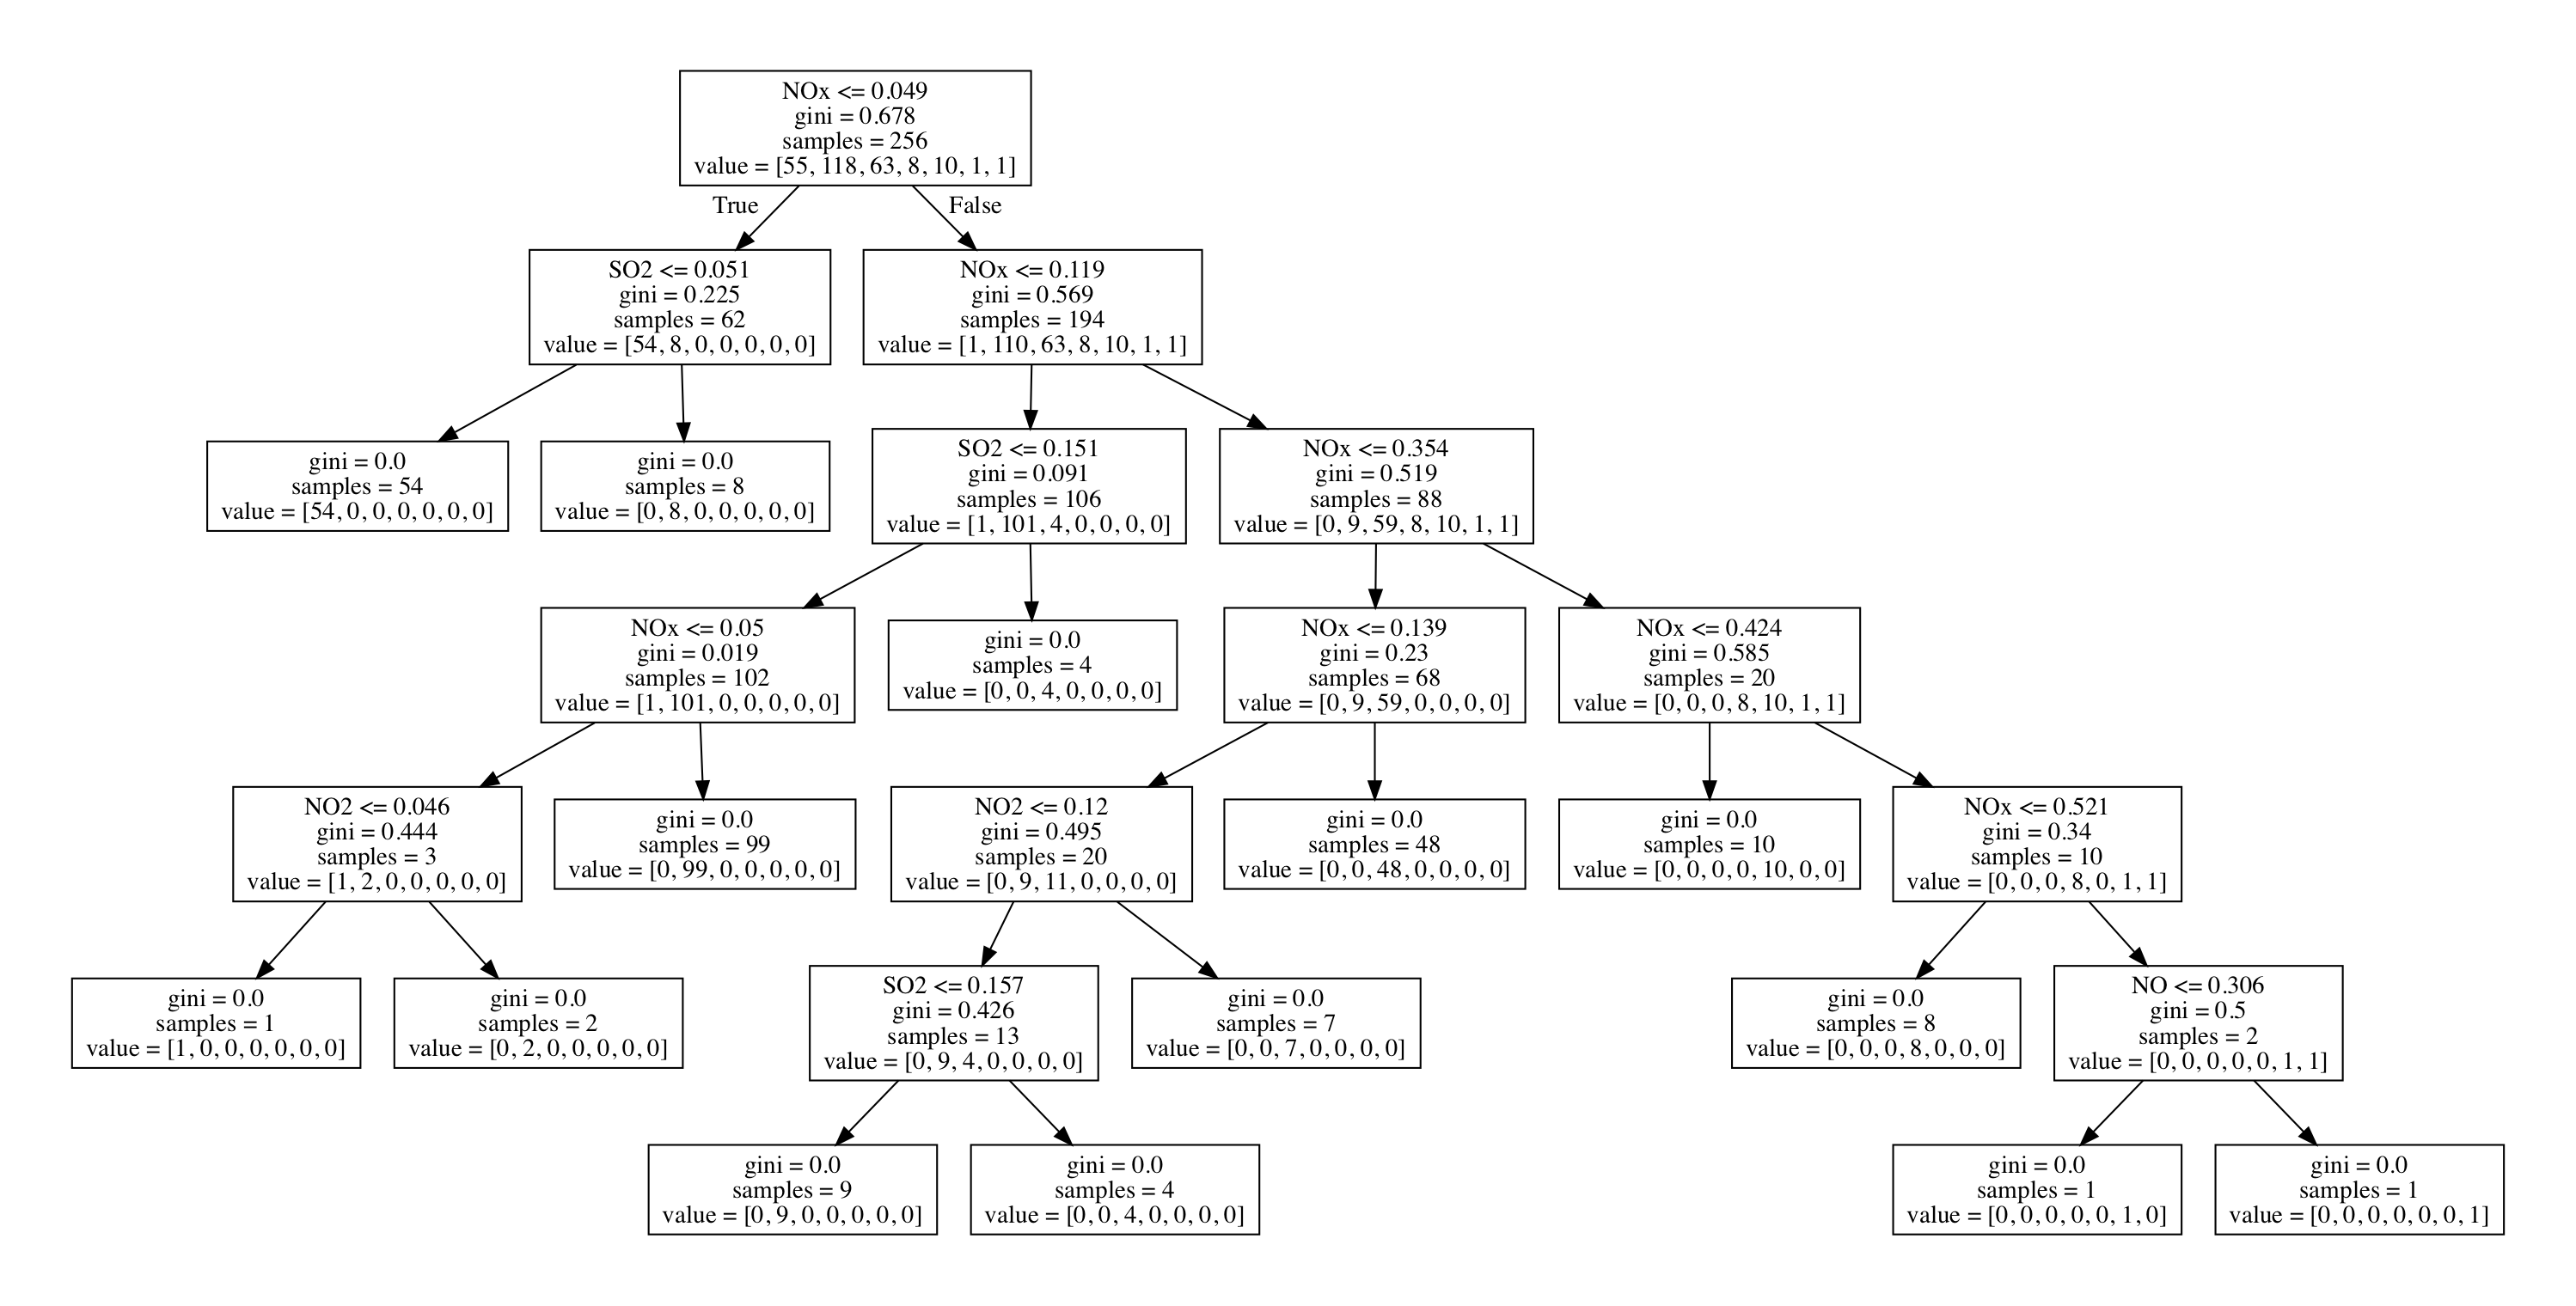 NOx <= 0.049
gini = 0.678
samples = 256
value = [55, 118, 63, 8, 10, 1, 1]
True
False
SO2 <= 0.051
gini = 0.225
samples = 62
value = [54, 8, 0, 0, 0, 0, 0]
NOx <= 0.119
gini = 0.569
samples = 194
value = [1, 110, 63, 8, 10, 1, 1]
gini = 0.0
samples = 54
value = [54, 0, 0, 0, 0, 0, 0]
gini = 0.0
samples = 8
value = [0, 8, 0, 0, 0, 0, 0]
SO2 <= 0.151
gini = 0.091
samples = 106
value = [1, 101, 4, 0, 0, 0, 0]
NOx <= 0.354
gini = 0.519
samples = 88
value = [0, 9, 59, 8, 10, 1, 1]
NOx <= 0.05
gini = 0.019
samples = 102
value = [1, 101, 0, 0, 0, 0, 0]
gini = 0.0
samples = 4
value = [0, 0, 4, 0, 0, 0, 0]
NOx <= 0.139
gini = 0.23
samples = 68
value = [0, 9, 59, 0, 0, 0, 0]
NOx <= 0.424
gini = 0.585
samples = 20
value = [0, 0, 0, 8, 10, 1, 1]
NO2 <= 0.046
gini = 0.444
samples = 3
value = [1, 2, 0, 0, 0, 0, 0]
gini = 0.0
samples = 99
value = [0, 99, 0, 0, 0, 0, 0]
NO2 <= 0.12
gini = 0.495
samples = 20
value = [0, 9, 11, 0, 0, 0, 0]
gini = 0.0
samples = 48
value = [0, 0, 48, 0, 0, 0, 0]
gini = 0.0
samples = 10
value = [0, 0, 0, 0, 10, 0, 0]
NOx <= 0.521
gini = 0.34
samples = 10
value = [0, 0, 0, 8, 0, 1, 1]
gini = 0.0
samples = 1
value = [1, 0, 0, 0, 0, 0, 0]
gini = 0.0
samples = 2
value = [0, 2, 0, 0, 0, 0, 0]
SO2 <= 0.157
gini = 0.426
samples = 13
value = [0, 9, 4, 0, 0, 0, 0]
gini = 0.0
samples = 7
value = [0, 0, 7, 0, 0, 0, 0]
gini = 0.0
samples = 8
value = [0, 0, 0, 8, 0, 0, 0]
NO <= 0.306
gini = 0.5
samples = 2
value = [0, 0, 0, 0, 0, 1, 1]
gini = 0.0
samples = 9
value = [0, 9, 0, 0, 0, 0, 0]
gini = 0.0
samples = 4
value = [0, 0, 4, 0, 0, 0, 0]
gini = 0.0
samples = 1
value = [0, 0, 0, 0, 0, 1, 0]
gini = 0.0
samples = 1
value = [0, 0, 0, 0, 0, 0, 1]